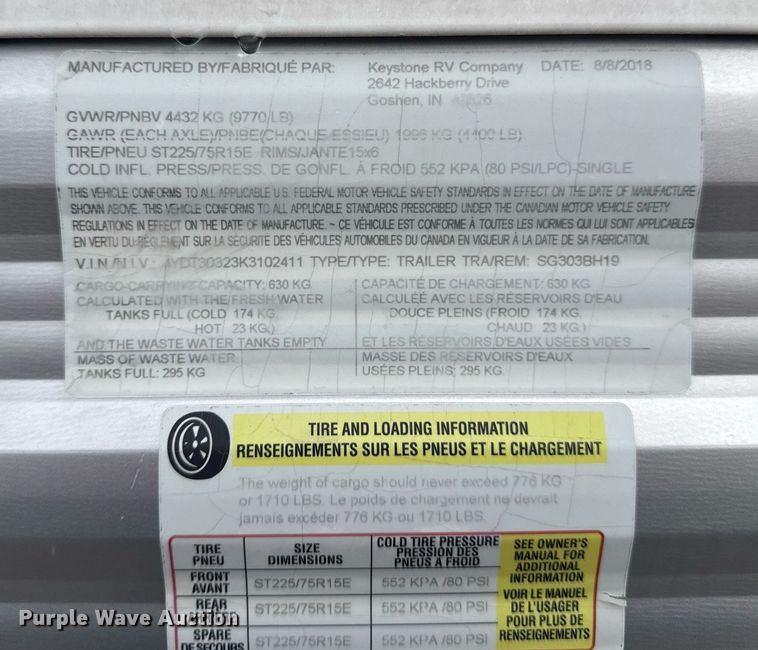 MANUFACTURED BY/FABRIQUÉ PAR: Keystone RV Company DATE: 8/8/2018
2642 Hackberry Drive
Goshen, IN
GVWR/PNBV 4432 KG (9770 LB)
GAWR (EACH AXLE)/PNBE(CHAQUE ESSIEU) 1996 KG (4400 LB)
TIRE/PNEU ST225/75R15E RIMS/JANTE15x6
COLD INFL. PRESS/PRESS. DE GONFL. À FROID 552 KPA (80 PSI/LPC)-SINGLE
THIS VEHICLE CONFORMS TO ALL APPLICABLE U.S. FEDERAL MOTOR VEHICLE SAFETY STANDARDS IN EFFECT ON THE DATE OF MANUFACTURE
SHOWN ABOVE. THIS VEHICLE CONFORMS TO ALL APPLICABLE STANDARDS PRESCRIBED UNDER THE CANADIAN MOTOR VEHICLE SAFETY
REGULATIONS IN EFFECT ON THE DATE OF MANUFACTURE. ~ CE VÉHICULE EST CONFORME À TOUTES LES NORMES QUI LUI SONT APPLICABLES
EN VERTU DU RÈGLEMENT SUR LA SÉCURITÉ DES VÉHICULES AUTOMOBILES DU CANADA EN VIGUEUR À LA DATE DE SA FABRICATION.
V.I.N./N.I.V.: 4YDT30323K3102411 TYPE/TYPE: TRAILER TRA/REM: SG303BH19
CARGO-CARRYING CAPACITY: 630 KG
CALCULATED WITH THE/FRESH WATER
TANKS FULL (COLD 174 KG.
HOT 23 KG.)
AND THE WASTE WATER TANKS EMPTY
MASS OF WASTE WATER
TANKS FULL: 295 KG
CAPACITÉ DE CHARGEMENT: 630 KG
CALCULÉE AVEC LES RÉSERVOIRS D'EAU
DOUCE PLEINS (FROID 174 KG
CHAUD 23 KG.)
ET LES RÉSERVOIRS D'EAUX USÉES VIDES
MASSE DES RÉSERVOIRS D'EAUX
USÉES PLEINS: 295 KG.
TIRE AND LOADING INFORMATION
RENSEIGNEMENTS SUR LES PNEUS ET LE CHARGEMENT
The weight of cargo should never exceed 776 KG
or 1710 LBS. Le poids de chargement ne devrait
jamais excéder 776 KG ou 1710 LBS.
TIRE
PNEU
SIZE
DIMENSIONS
COLD TIRE PRESSURE
PRESSION DES
PNEUS A FROID
SEE OWNER'S
MANUAL FOR
ADDITIONAL
INFORMATION
VOIR LE MANUEL
DE L'USAGER
POUR PLUS DE
RENSEIGNEMENTS
FRONT
AVANT
ST225/75R15E
552 KPA /80 PSI
REAR
ST225/75R15E
552 KPA /80 PSI
SPARE
DE SECOURS
ST225/75R15E
552 KPA /80 PSI
Purple Wave Auction